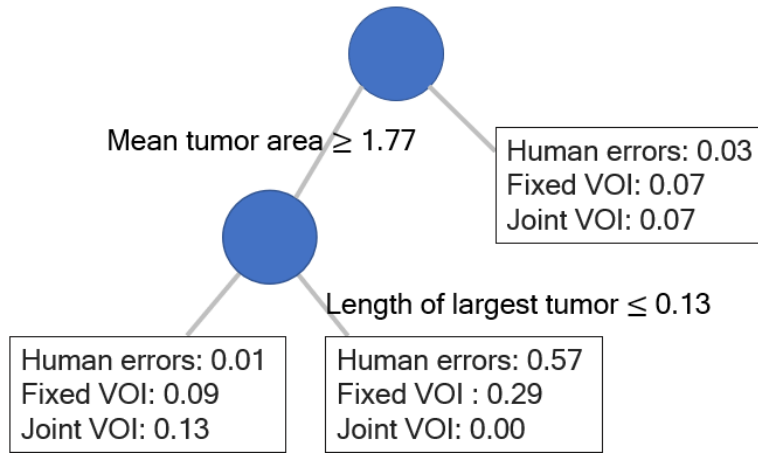 Mean tumor area ≥ 1.77
Human errors: 0.03
Fixed VOI: 0.07
Joint VOI: 0.07
Length of largest tumor ≤ 0.13
Human errors: 0.01
Fixed VOI: 0.09
Joint VOI: 0.13
Human errors: 0.57
Fixed VOI : 0.29
Joint VOI: 0.00